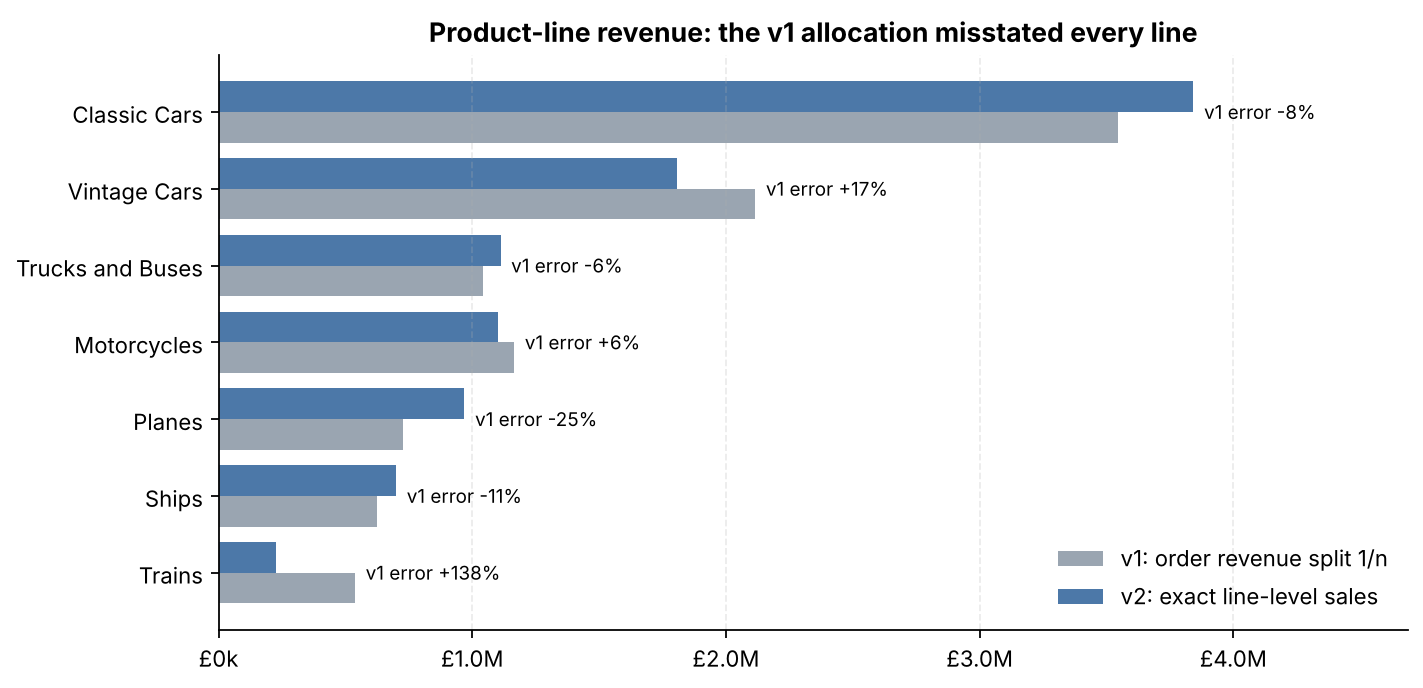 Product-line revenue: the v1 allocation misstated every line
Classic Cars
v1 error -8%
Vintage Cars
v1 error +17%
Trucks and Buses
v1 error -6%
Motorcycles
v1 error +6%
Planes
v1 error -25%
Ships
v1 error -11%
Trains
v1 error +138%
v1: order revenue split 1/n
v2: exact line-level sales
£0k £1.0M £2.0M £3.0M £4.0M